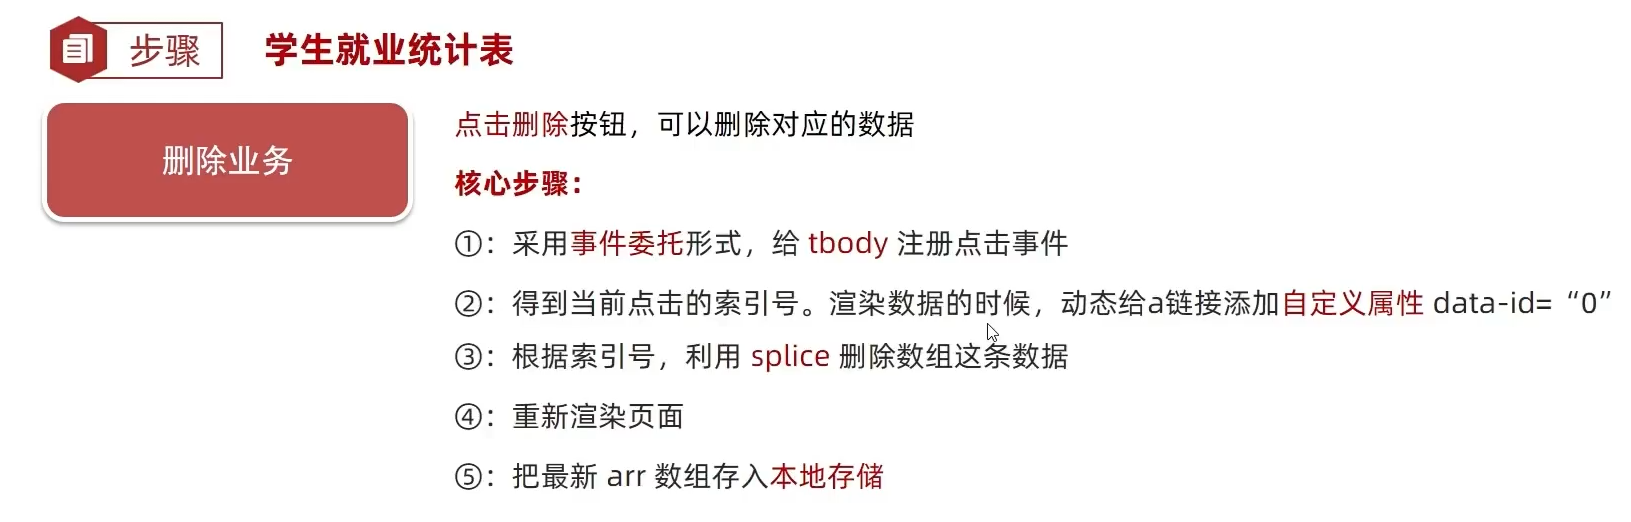 步骤
学生就业统计表
删除业务
点击删除按钮，可以删除对应的数据
核心步骤：
①：采用事件委托形式，给 tbody 注册点击事件
②：得到当前点击的索引号。渲染数据的时候，动态给a链接添加自定义属性 data-id=“0”
③：根据索引号，利用 splice 删除数组这条数据
④：重新渲染页面
⑤：把最新 arr 数组存入本地存储